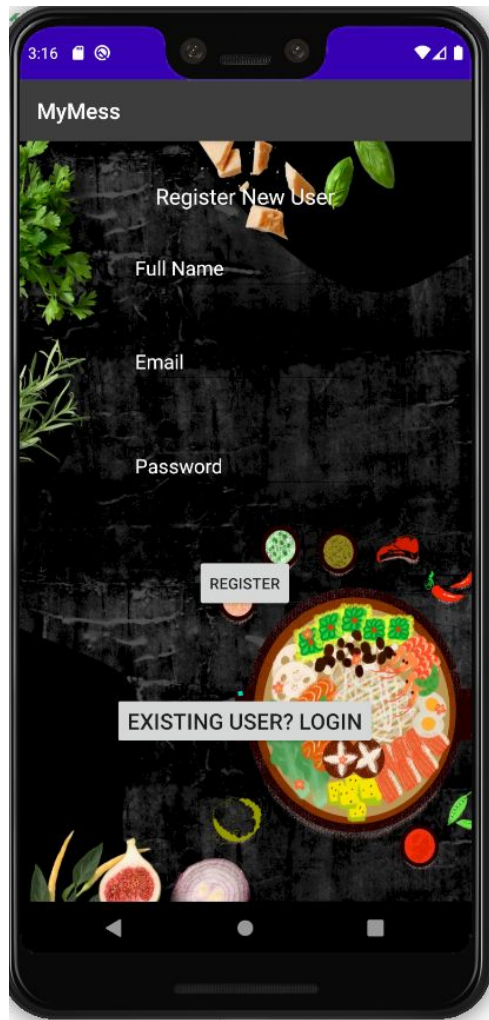 3:16
MyMess
Register New User
Full Name
Email
Password
REGISTER
EXISTING USER? LOGIN